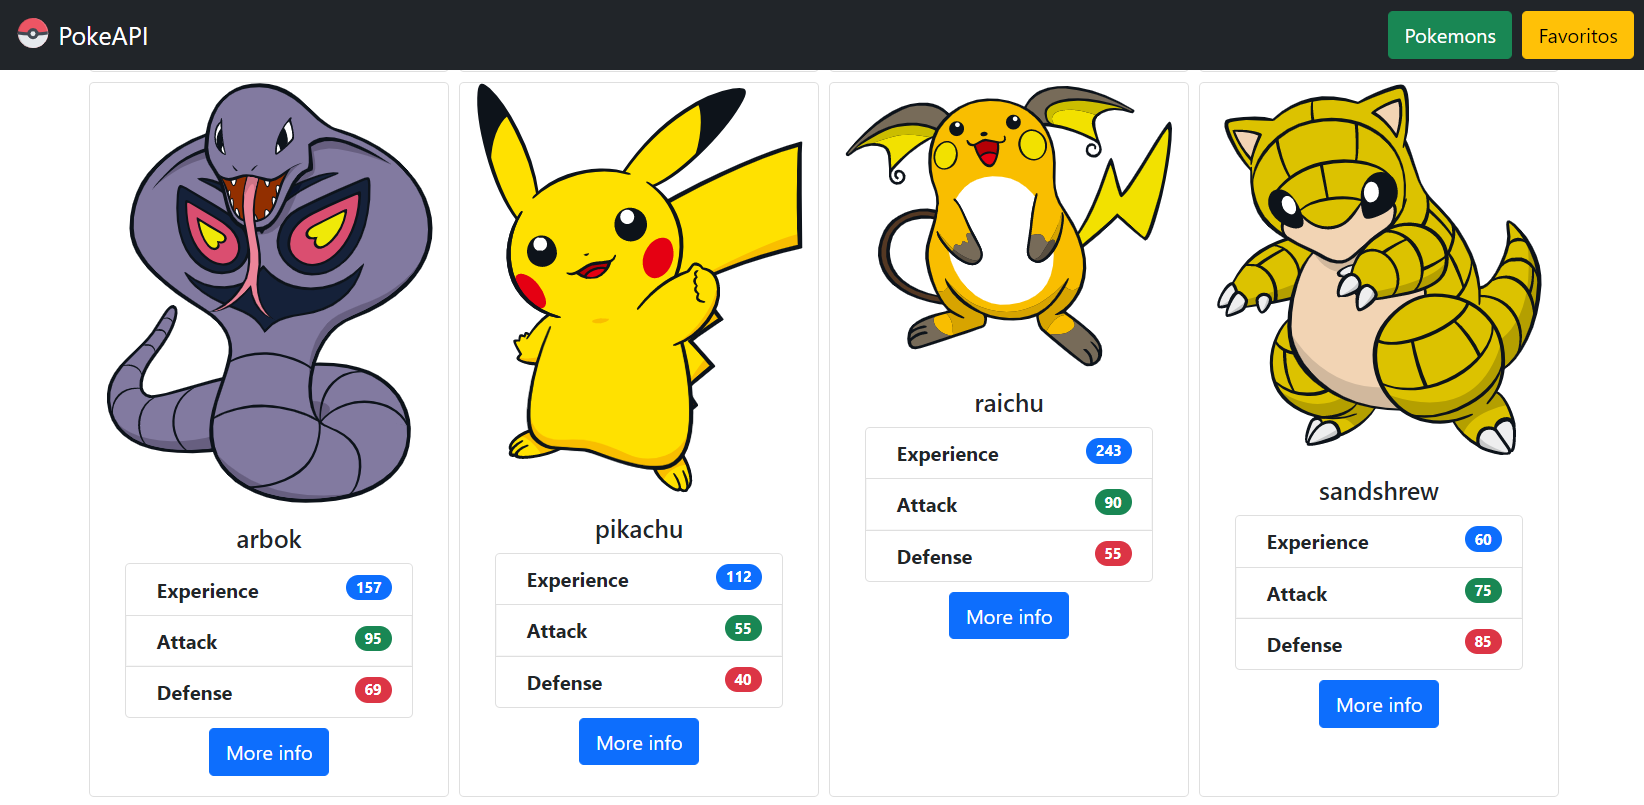 PokeAPI
Pokemons
Favoritos
arbok
Experience 157
Attack 95
Defense 69
More info
pikachu
Experience 112
Attack 55
Defense 40
More info
raichu
Experience 243
Attack 90
Defense 55
More info
sandshrew
Experience 60
Attack 75
Defense 85
More info